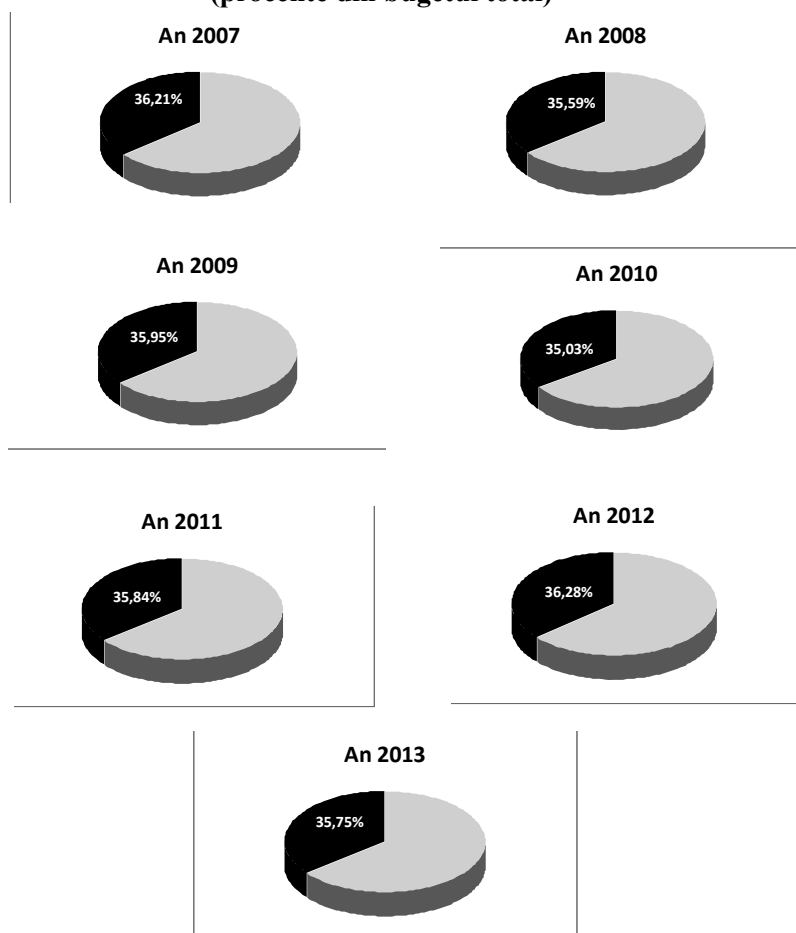 (procente din bugetul total)
An 2007
36,21%
An 2008
35,59%
An 2009
35,95%
An 2010
35,03%
An 2011
35,84%
An 2012
36,28%
An 2013
35,75%